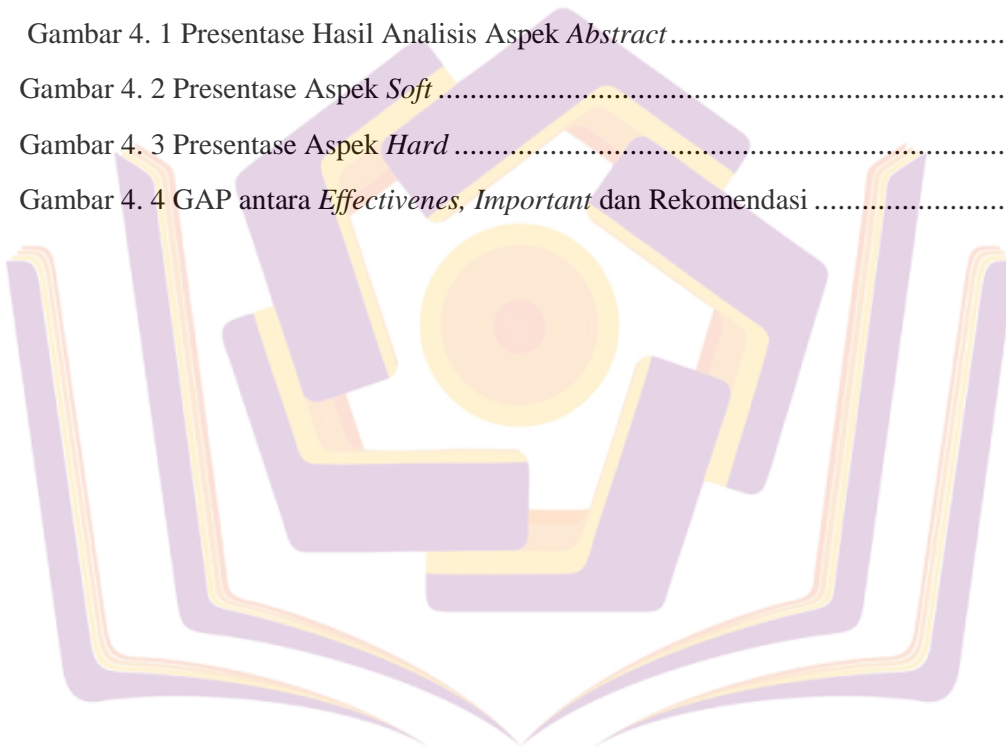 Gambar 4. 1 Presentase Hasil Analisis Aspek Abstract...........................................
Gambar 4. 2 Presentase Aspek Soft........................................................................
Gambar 4. 3 Presentase Aspek Hard......................................................................
Gambar 4. 4 GAP antara Effectivenes, Important dan Rekomendasi........................